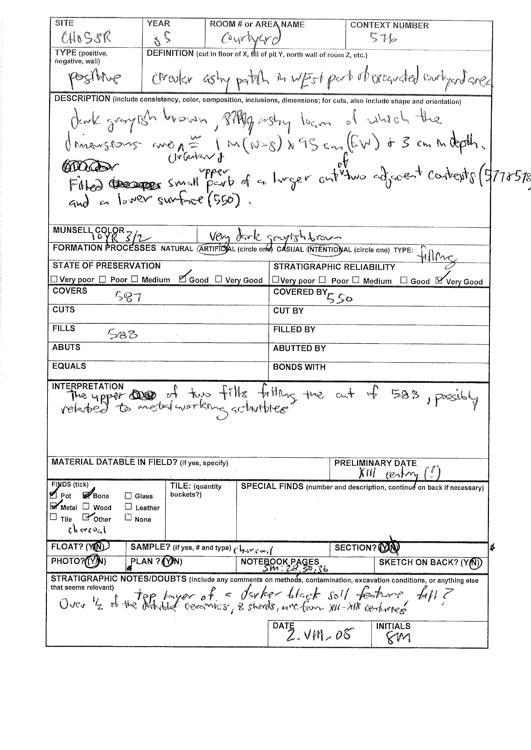 SITE YEAR ROOM # or AREA NAME CONTEXT NUMBER
05 Courtyard 576
TYPE (positive, negative, wall) DEFINITION (cut in floor of X, fill of pit Y, north wall of room Z, etc.)
positive circular ashy patch in West part of excavated courtyard area
DESCRIPTION (include consistency, color, composition, inclusions, dimensions; for cuts, also include shape and orientation)
dark grayish brown, silty ashy loam of which the
dimensions are 1 m (N-S) x 95 cm (EW) & 3 cm in depth.
Filled small upper part of a larger cut of two adjacent contexts (577 & 578)
and a lower surface (550).
MUNSELL COLOR
10YR 3/2 very dark grayish brown
FORMATION PROCESSES NATURAL ARTIFICIAL (circle one) CASUAL INTENTIONAL (circle one) TYPE: filling
STATE OF PRESERVATION STRATIGRAPHIC RELIABILITY
Very poor Poor Medium Good Very Good Very poor Poor Medium Good Very Good
COVERS 587 COVERED BY 550
CUTS CUT BY
FILLS 583 FILLED BY
ABUTS ABUTTED BY
EQUALS BONDS WITH
INTERPRETATION
The upper of two fills filling the cut of 583, possibly
related to metalworking activities
MATERIAL DATABLE IN FIELD? (if yes, specify) PRELIMINARY DATE
XIII century (?)
FINDS (tick) TILE: (quantity buckets?) SPECIAL FINDS (number and description, continue on back if necessary)
Pot Bone Glass
Metal Wood Leather
Tile Other None
charcoal
FLOAT? (Y/N) SAMPLE? (if yes, # and type) charcoal SECTION? (Y/N)
PHOTO? (Y/N) PLAN? (Y/N) NOTEBOOK PAGES SKETCH ON BACK? (Y/N)
STRATIGRAPHIC NOTES/DOUBTS (Include any comments on methods, contamination, excavation conditions, or anything else that seems relevant)
top layer of a darker black soil feature fill?
Over 1/2 of the datable ceramics, 8 sherds, are from XII-XIII centuries
DATE INITIALS
2-VIII-05